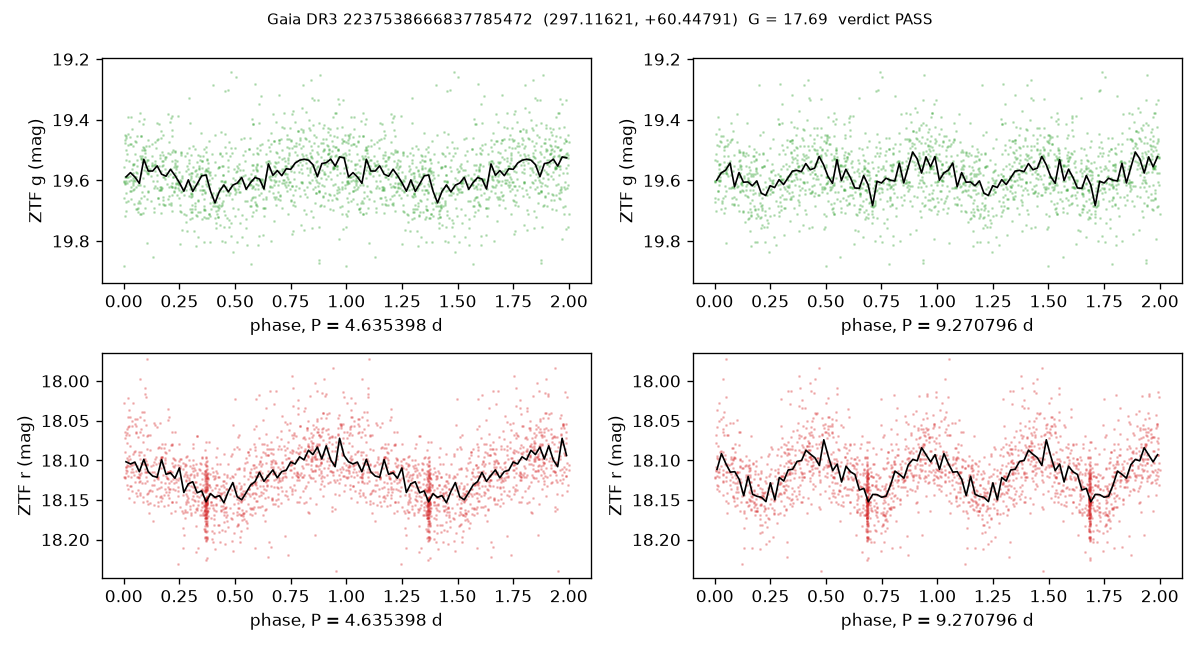 Gaia DR3 2237538666837785472 (297.11621, +60.44791) G = 17.69 verdict PASS
ZTF g (mag)
19.2
19.4
19.6
19.8
0.00 0.25 0.50 0.75 1.00 1.25 1.50 1.75 2.00
phase, P = 4.635398 d
ZTF g (mag)
19.2
19.4
19.6
19.8
0.00 0.25 0.50 0.75 1.00 1.25 1.50 1.75 2.00
phase, P = 9.270796 d
ZTF r (mag)
18.00
18.05
18.10
18.15
18.20
0.00 0.25 0.50 0.75 1.00 1.25 1.50 1.75 2.00
phase, P = 4.635398 d
ZTF r (mag)
18.00
18.05
18.10
18.15
18.20
0.00 0.25 0.50 0.75 1.00 1.25 1.50 1.75 2.00
phase, P = 9.270796 d